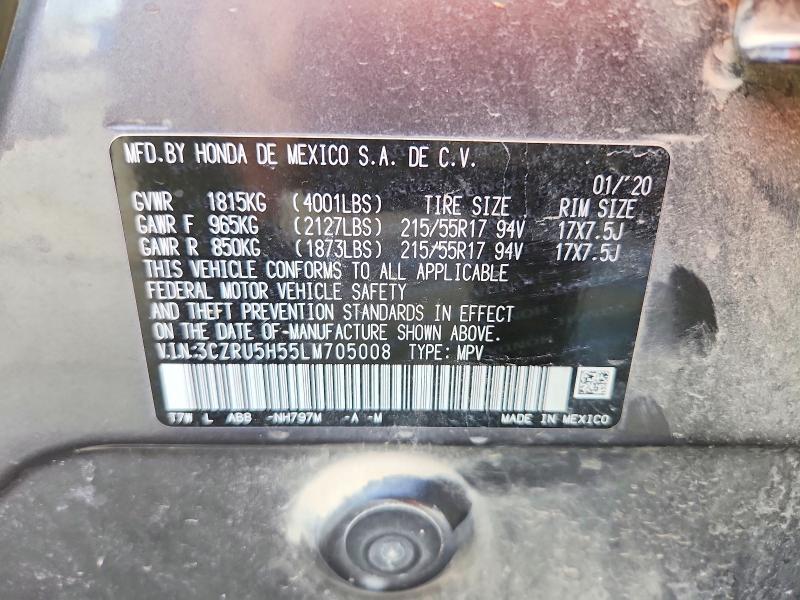 MFD.BY HONDA DE MEXICO S.A. DE C.V.
01/'20
GVWR 1815KG (4001LBS) TIRE SIZE RIM SIZE
GAWR F 965KG (2127LBS) 215/55R17 94V 17X7.5J
GAWR R 850KG (1873LBS) 215/55R17 94V 17X7.5J
THIS VEHICLE CONFORMS TO ALL APPLICABLE
FEDERAL MOTOR VEHICLE SAFETY
AND THEFT PREVENTION STANDARDS IN EFFECT
ON THE DATE OF MANUFACTURE SHOWN ABOVE.
V.I.N:3CZRU5H55LM705008 TYPE: MPV
T7W L ABB -NH797M -A -M MADE IN MEXICO